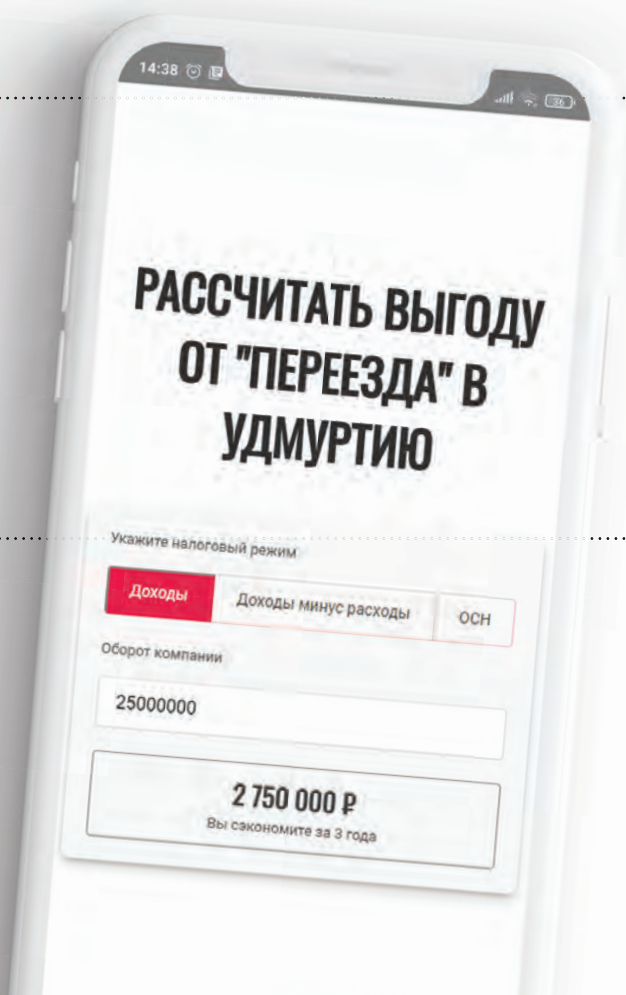 14:38
36
РАССЧИТАТЬ ВЫГОДУ
ОТ "ПЕРЕЕЗДА" В
УДМУРТИЮ
Укажите налоговый режим
Доходы
Доходы минус расходы
ОСН
Оборот компании
25000000
2 750 000 ₽
Вы сэкономите за 3 года